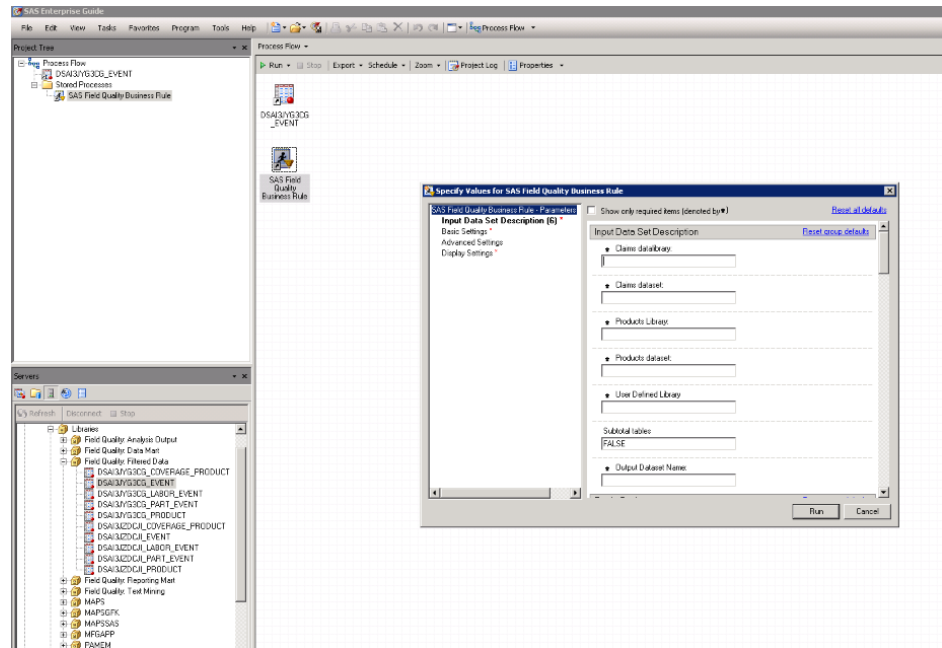 SAS Enterprise Guide
File Edit View Tasks Favorites Program Tools Help Process Flow
Project Tree
Process Flow
DSAI3JYG3CG_EVENT
Stored Processes
SAS Field Quality Business Rule
Process Flow
Run Stop Export Schedule Zoom Project Log Properties
DSAI3JYG3CG
_EVENT
SAS Field
Quality
Business Rule
Specify Values for SAS Field Quality Business Rule
SAS Field Quality Business Rule - Parameters
Input Data Set Description (6) *
Basic Settings *
Advanced Settings
Display Settings *
Show only required items (denoted by*)
Reset all defaults
Input Data Set Description
Reset group defaults
* Claims datalibrary:
* Claims dataset:
* Products Library:
* Products dataset:
* User Defined Library
Subtotal tables
FALSE
* Output Dataset Name:
Run Cancel
Servers
Refresh Disconnect Stop
Libraries
Field Quality: Analysis Output
Field Quality: Data Mart
Field Quality: Filtered Data
DSAI3JYG3CG_COVERAGE_PRODUCT
DSAI3JYG3CG_EVENT
DSAI3JYG3CG_LABOR_EVENT
DSAI3JYG3CG_PART_EVENT
DSAI3JYG3CG_PRODUCT
DSAI3JZDCJI_COVERAGE_PRODUCT
DSAI3JZDCJI_EVENT
DSAI3JZDCJI_LABOR_EVENT
DSAI3JZDCJI_PART_EVENT
DSAI3JZDCJI_PRODUCT
Field Quality: Reporting Mart
Field Quality: Text Mining
MAPS
MAPSGFK
MAPSSAS
MFGAPP
PAMEM